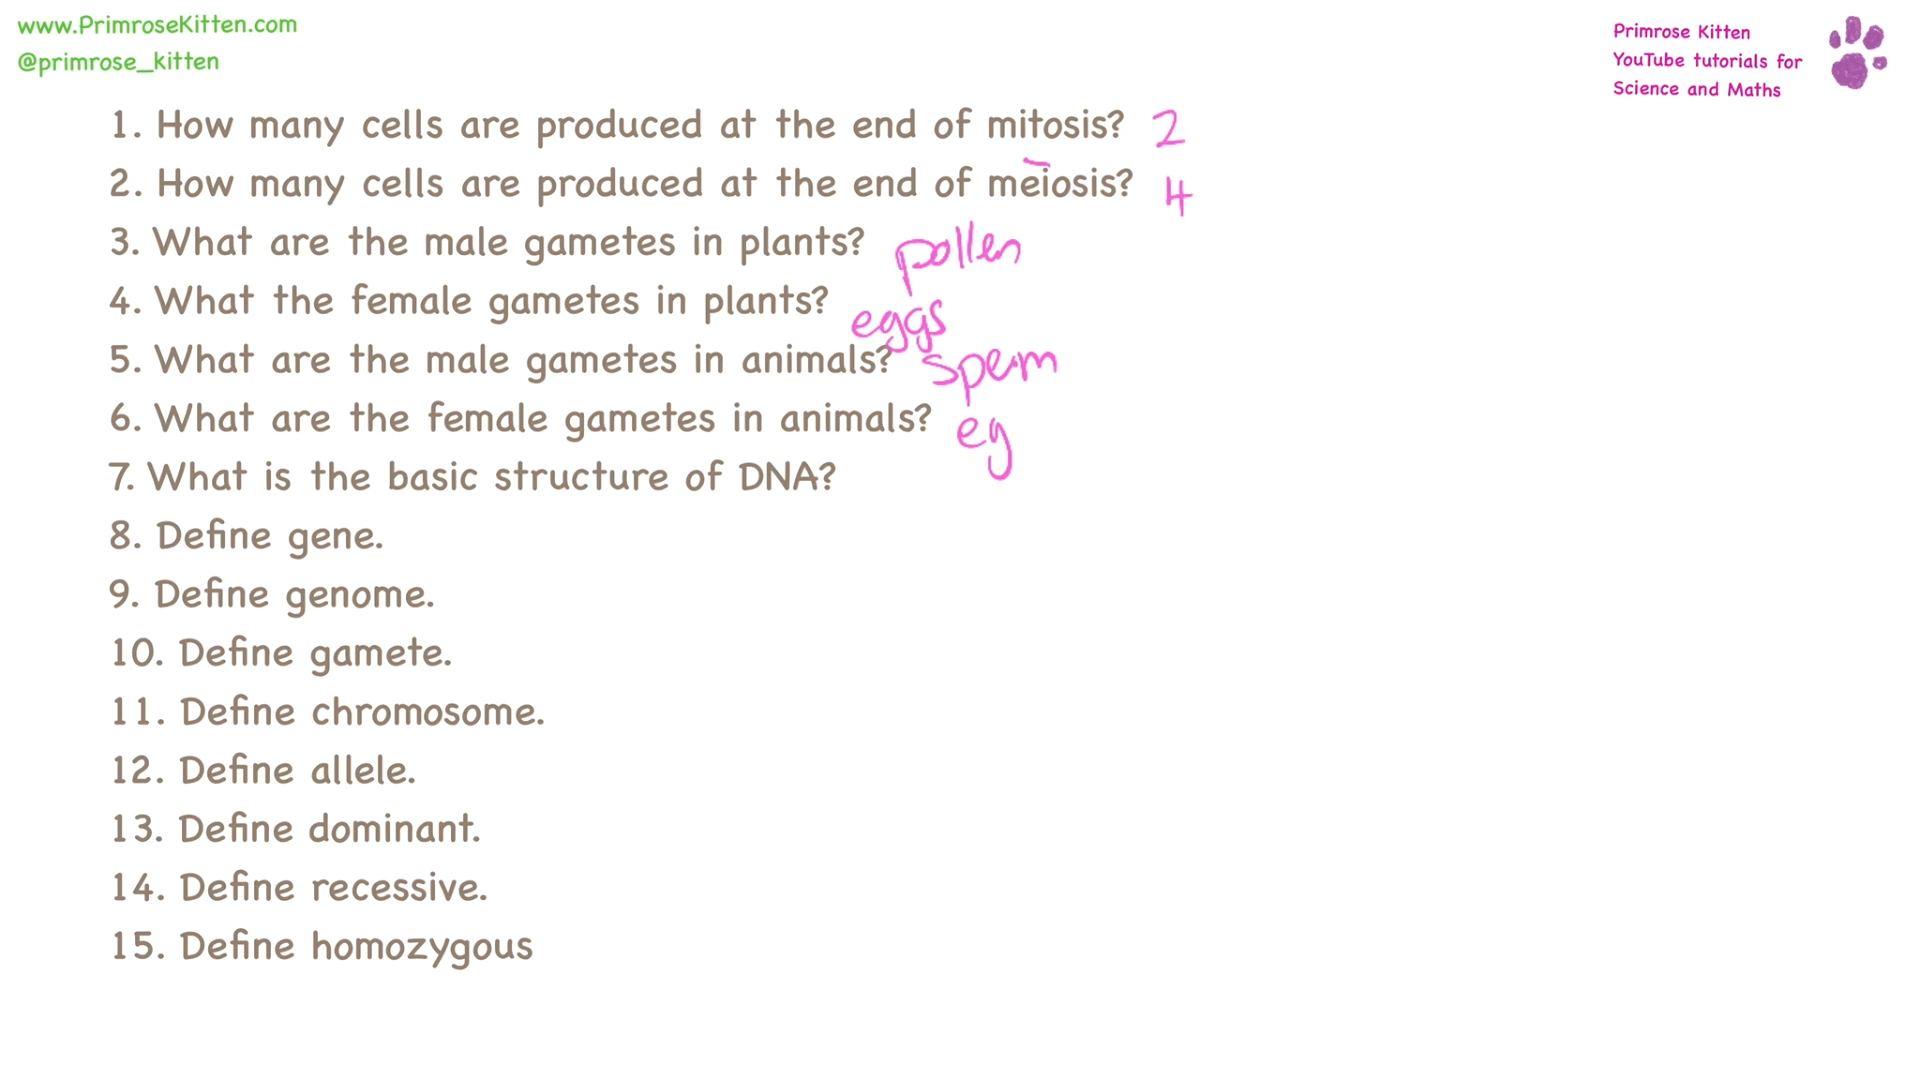 www.PrimroseKitten.com
@primrose_kitten
Primrose Kitten
YouTube tutorials for
Science and Maths
1. How many cells are produced at the end of mitosis? 2
2. How many cells are produced at the end of meiosis? 4
3. What are the male gametes in plants? pollen
4. What the female gametes in plants? eggs
5. What are the male gametes in animals? sperm
6. What are the female gametes in animals? eg
7. What is the basic structure of DNA?
8. Define gene.
9. Define genome.
10. Define gamete.
11. Define chromosome.
12. Define allele.
13. Define dominant.
14. Define recessive.
15. Define homozygous